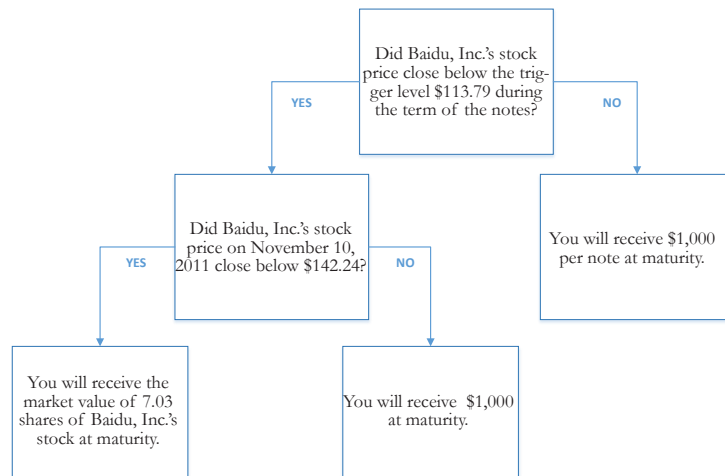 Did Baidu, Inc.'s stock
price close below the trig-
ger level $113.79 during
the term of the notes?
YES
NO
Did Baidu, Inc.'s stock
price on November 10,
2011 close below $142.24?
You will receive $1,000
per note at maturity.
YES
NO
You will receive the
market value of 7.03
shares of Baidu, Inc.'s
stock at maturity.
You will receive $1,000
at maturity.